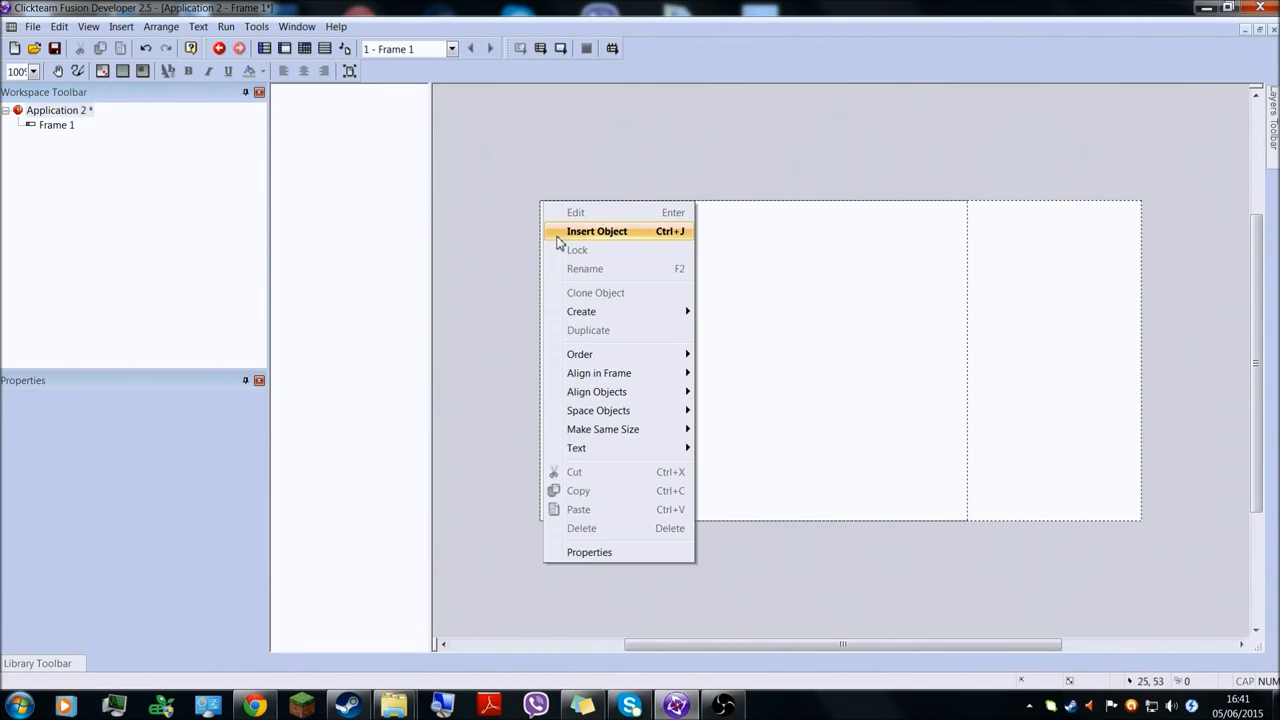 Clickteam Fusion Developer 2.5 - [Application 2 - Frame 1*]
File Edit View Insert Arrange Text Run Tools Window Help
1 - Frame 1
100%
Workspace Toolbar
Application 2 *
Frame 1
Properties
Library Toolbar
Layers Toolbar
Edit Enter
Insert Object Ctrl+J
Lock
Rename F2
Clone Object
Create
Duplicate
Order
Align in Frame
Align Objects
Space Objects
Make Same Size
Text
Cut Ctrl+X
Copy Ctrl+C
Paste Ctrl+V
Delete Delete
Properties
25, 53 0 CAP NUM
16:41
05/06/2015